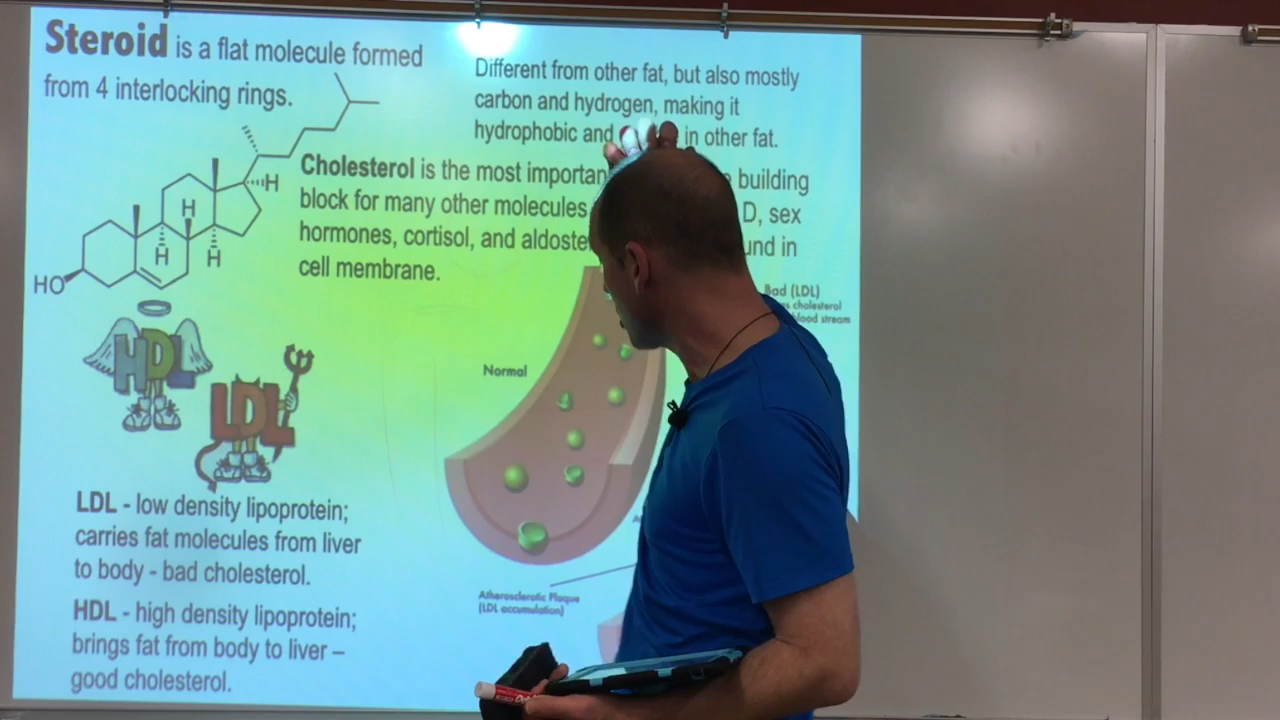 Steroid is a flat molecule formed
from 4 interlocking rings.
Different from other fat, but also mostly
carbon and hydrogen, making it
hydrophobic and in other fat.
Cholesterol is the most important building
block for many other molecules D, sex
hormones, cortisol, and in
cell membrane.
H
H
H
H
HO
HDL
LDL
Normal
Bad (LDL)
cholesterol
blood stream
LDL - low density lipoprotein;
carries fat molecules from liver
to body - bad cholesterol.
HDL - high density lipoprotein;
brings fat from body to liver –
good cholesterol.
Atherosclerotic Plaque
(LDL accumulation)